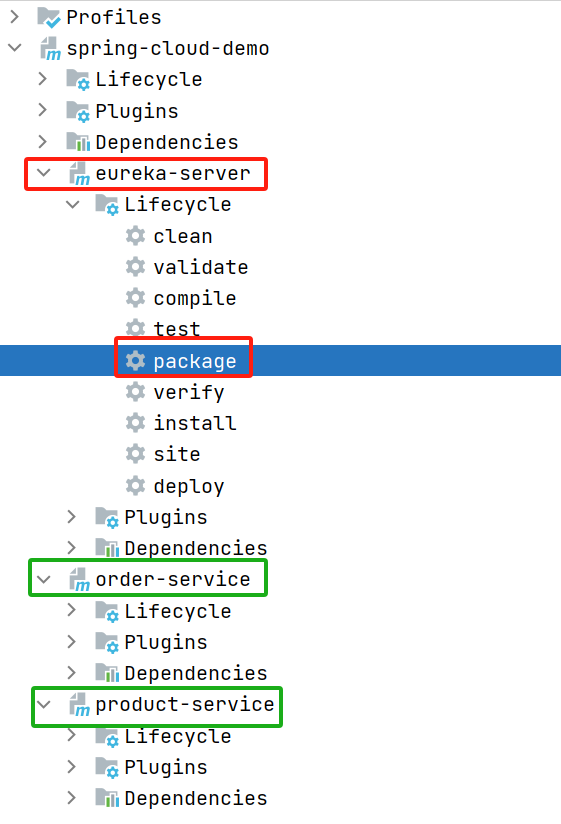 Profiles
spring-cloud-demo
Lifecycle
Plugins
Dependencies
eureka-server
Lifecycle
clean
validate
compile
test
package
verify
install
site
deploy
Plugins
Dependencies
order-service
Lifecycle
Plugins
Dependencies
product-service
Lifecycle
Plugins
Dependencies